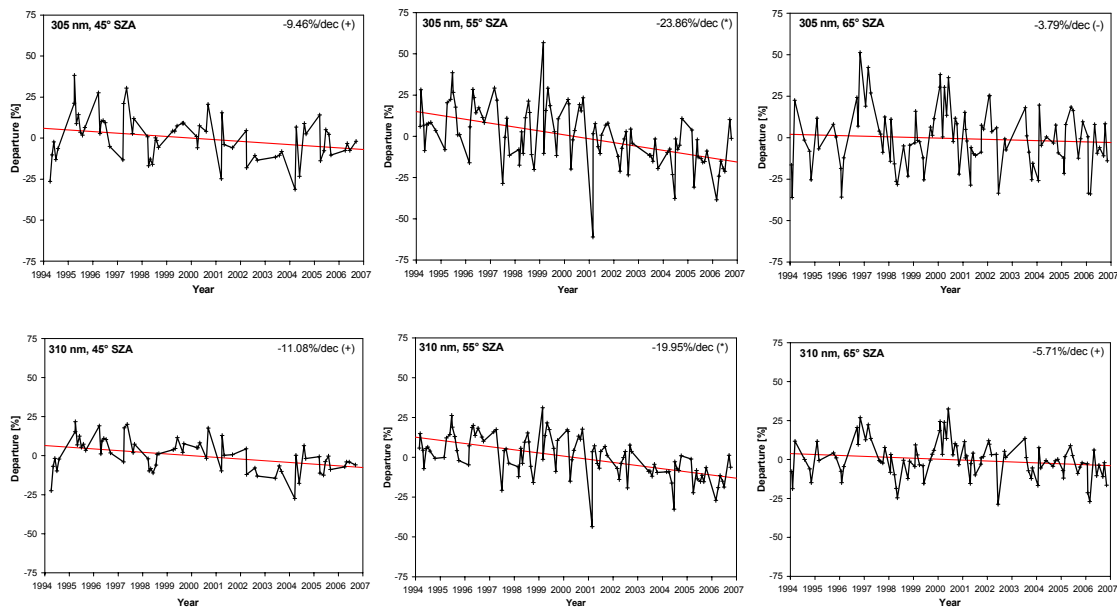 305 nm, 45° SZA
-9.46%/dec (+)
Departure [%]
75
50
25
0
-25
-50
-75
1994 1995 1996 1997 1998 1999 2000 2001 2002 2003 2004 2005 2006 2007
Year
305 nm, 55° SZA
-23.86%/dec (*)
Departure [%]
75
50
25
0
-25
-50
-75
1994 1995 1996 1997 1998 1999 2000 2001 2002 2003 2004 2005 2006 2007
Year
305 nm, 65° SZA
-3.79%/dec (-)
Departure [%]
75
50
25
0
-25
-50
-75
1994 1995 1996 1997 1998 1999 2000 2001 2002 2003 2004 2005 2006 2007
Year
310 nm, 45° SZA
-11.08%/dec (+)
Departure [%]
75
50
25
0
-25
-50
-75
1994 1995 1996 1997 1998 1999 2000 2001 2002 2003 2004 2005 2006 2007
Year
310 nm, 55° SZA
-19.95%/dec (*)
Departure [%]
75
50
25
0
-25
-50
-75
1994 1995 1996 1997 1998 1999 2000 2001 2002 2003 2004 2005 2006 2007
Year
310 nm, 65° SZA
-5.71%/dec (+)
Departure [%]
75
50
25
0
-25
-50
-75
1994 1995 1996 1997 1998 1999 2000 2001 2002 2003 2004 2005 2006 2007
Year